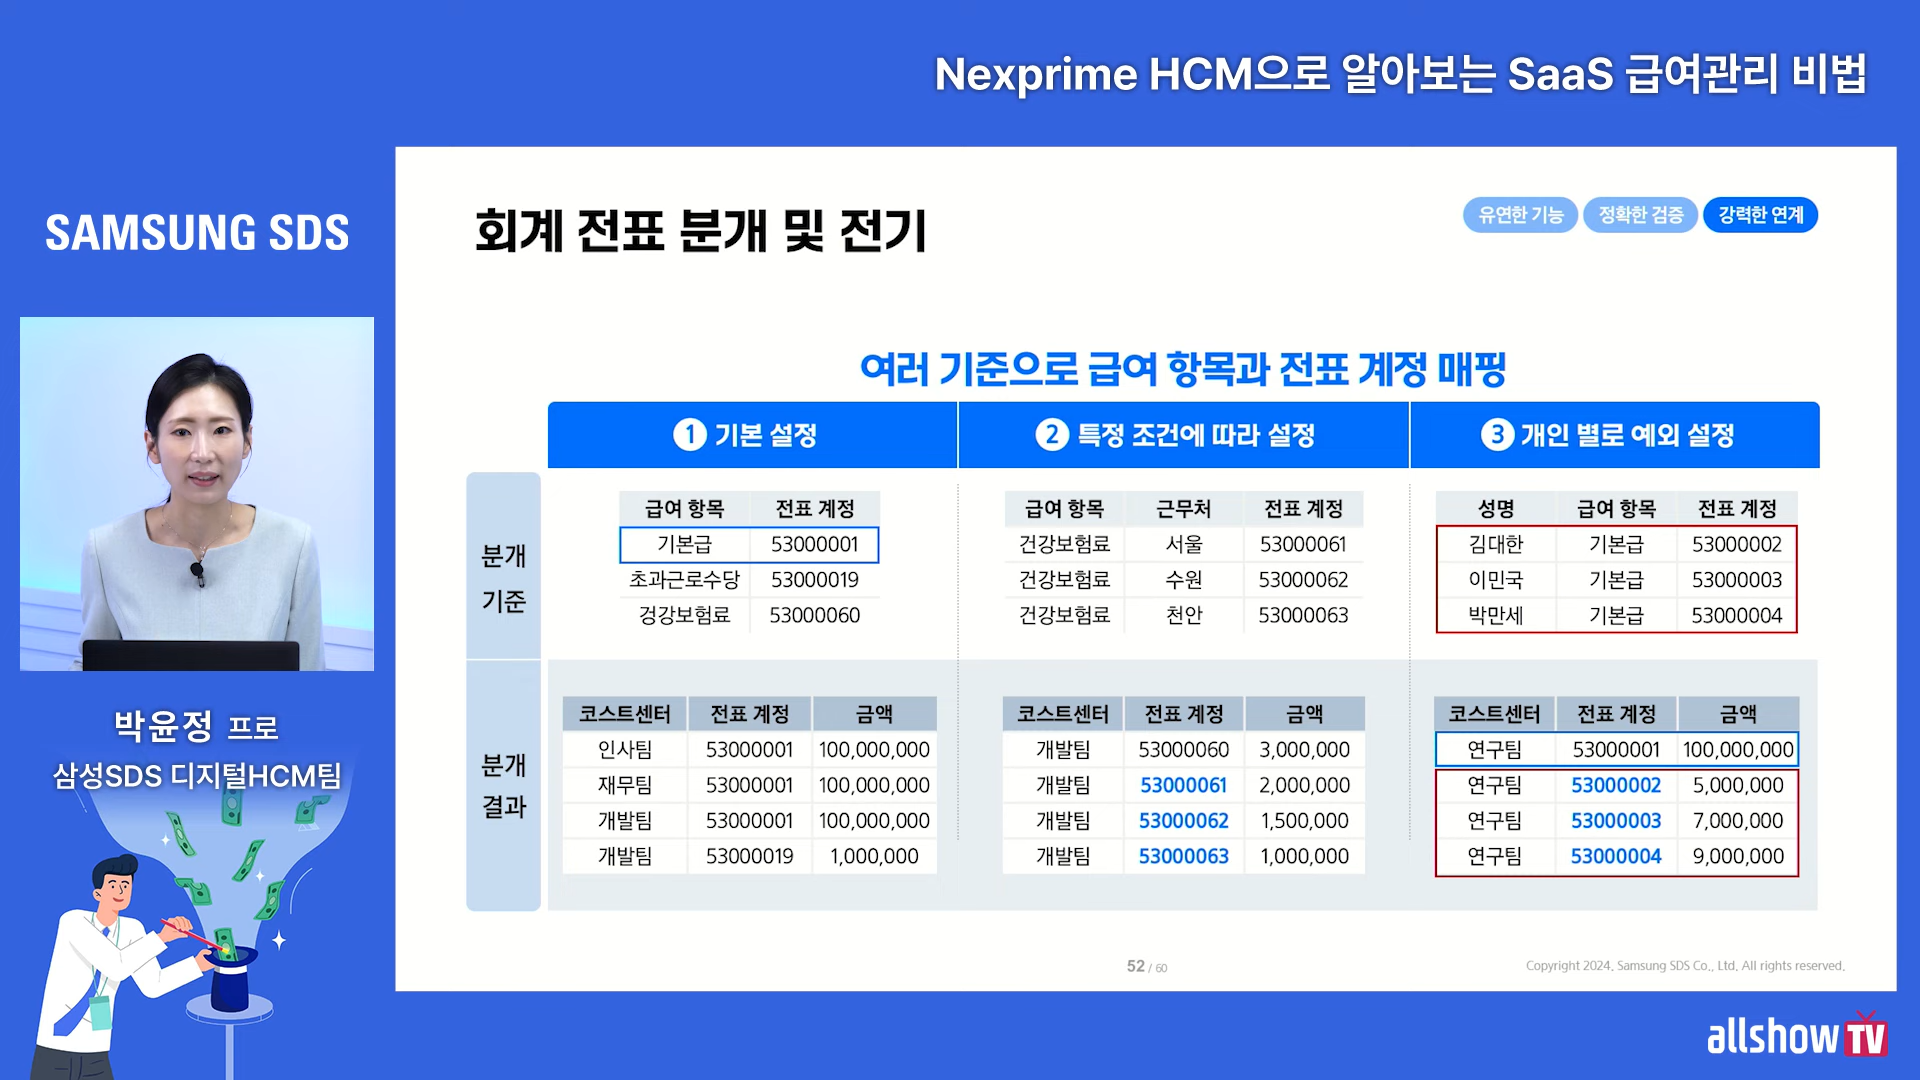 Nexprime HCM으로 알아보는 SaaS 급여관리 비법
SAMSUNG SDS
박윤정 프로
삼성SDS 디지털HCM팀
회계 전표 분개 및 전기
유연한 기능 정확한 검증 강력한 연계
여러 기준으로 급여 항목과 전표 계정 매핑
1 기본 설정
2 특정 조건에 따라 설정
3 개인 별로 예외 설정
분개
기준
급여 항목 전표 계정
기본급 53000001
초과근로수당 53000019
겅강보험료 53000060
급여 항목 근무처 전표 계정
건강보험료 서울 53000061
건강보험료 수원 53000062
건강보험료 천안 53000063
성명 급여 항목 전표 계정
김대한 기본급 53000002
이민국 기본급 53000003
박만세 기본급 53000004
분개
결과
코스트센터 전표 계정 금액
인사팀 53000001 100,000,000
재무팀 53000001 100,000,000
개발팀 53000001 100,000,000
개발팀 53000019 1,000,000
코스트센터 전표 계정 금액
개발팀 53000060 3,000,000
개발팀 53000061 2,000,000
개발팀 53000062 1,500,000
개발팀 53000063 1,000,000
코스트센터 전표 계정 금액
연구팀 53000001 100,000,000
연구팀 53000002 5,000,000
연구팀 53000003 7,000,000
연구팀 53000004 9,000,000
52 / 60
Copyright 2024. Samsung SDS Co., Ltd. All rights reserved.
allshow TV